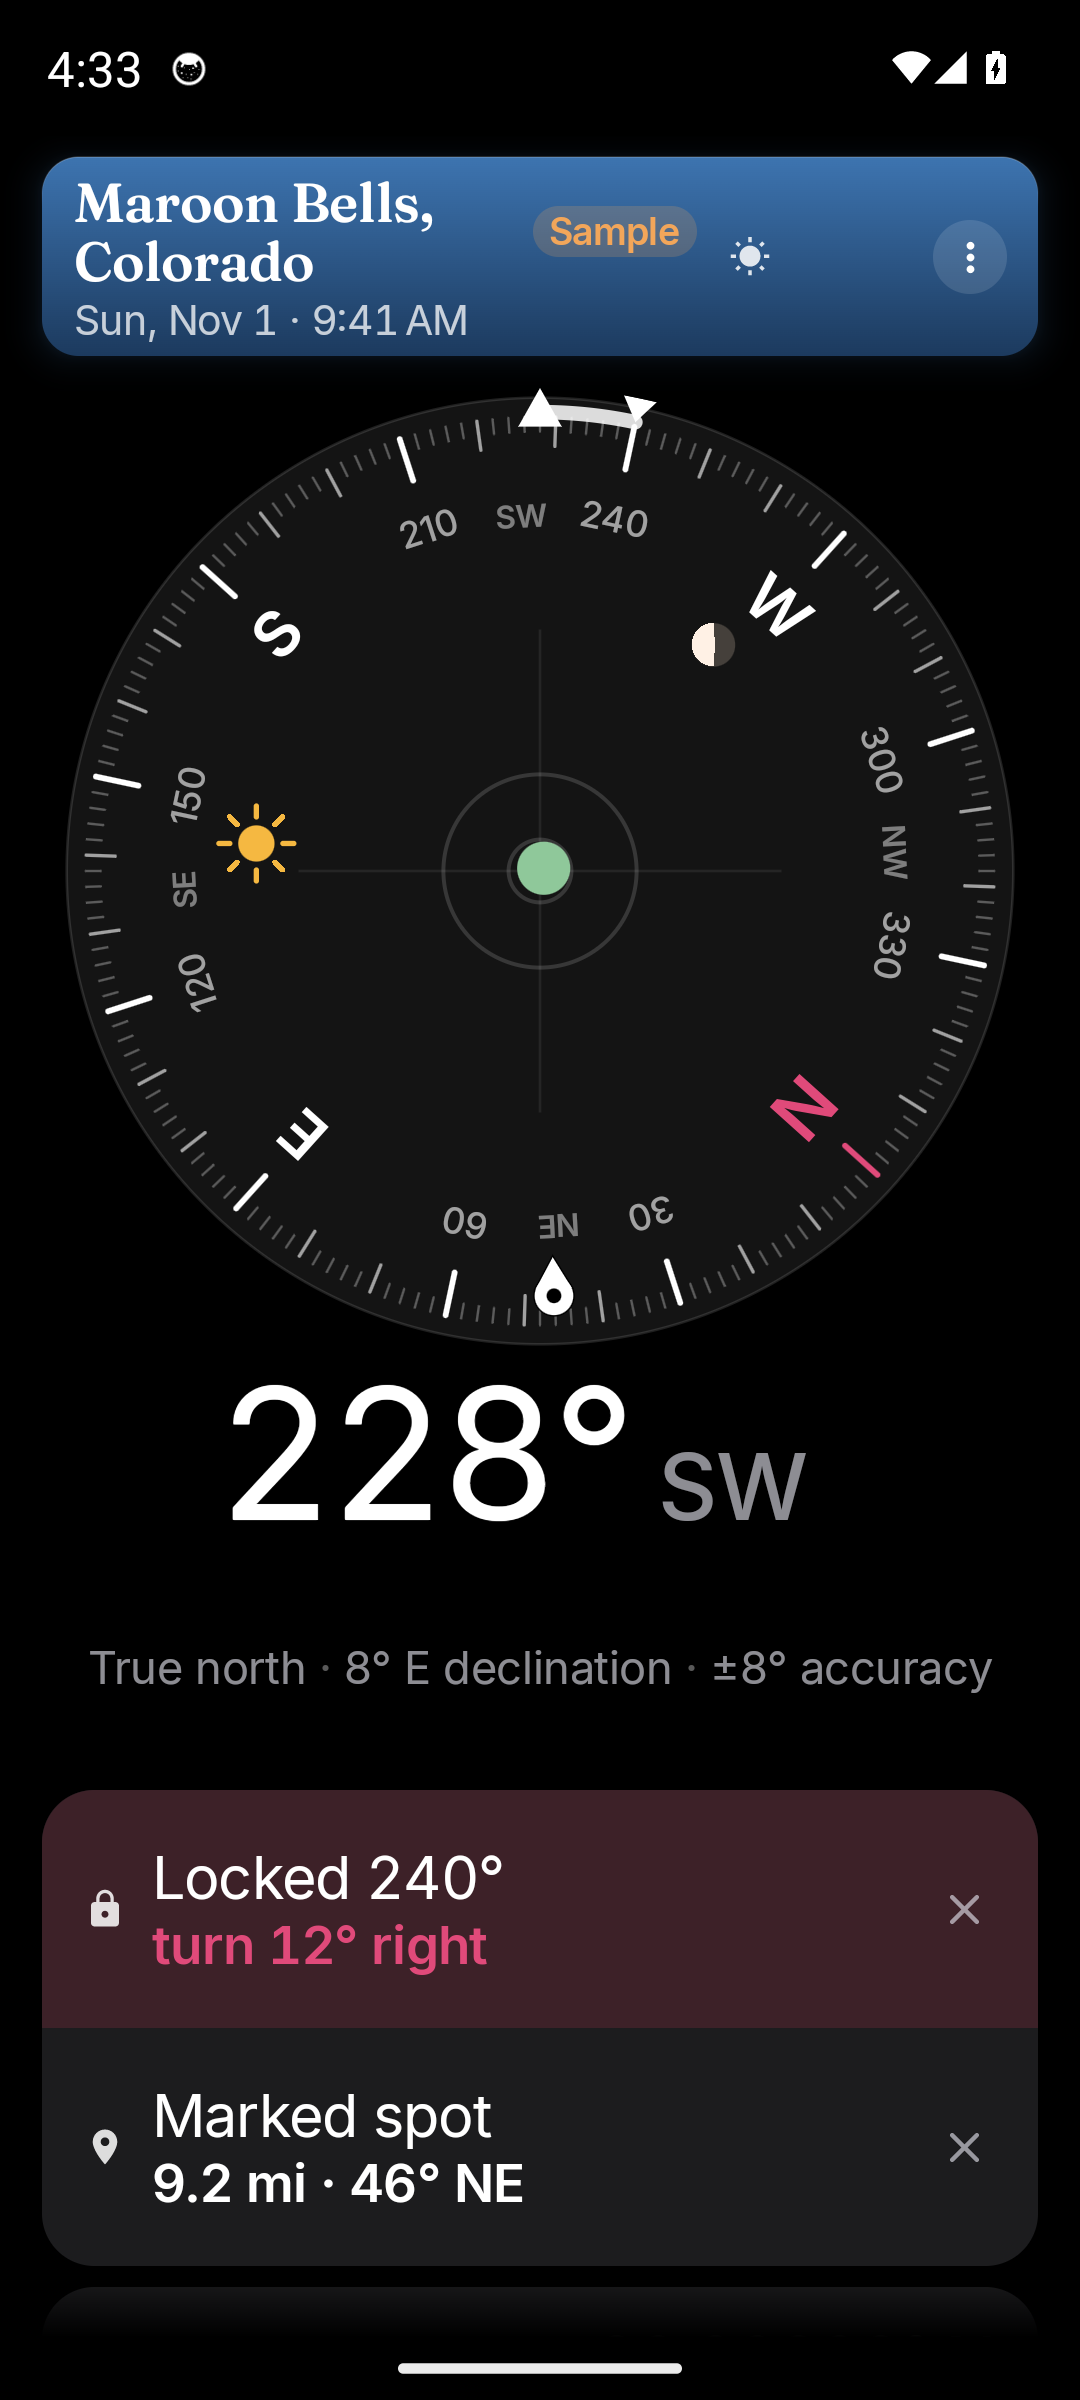 4:33
Maroon Bells,
Colorado
Sample
Sun, Nov 1 · 9:41 AM
210
SW
240
S
W
150
300
SE
NW
120
330
E
N
60
NE
30
228° SW
True north · 8° E declination · ±8° accuracy
Locked 240°
turn 12° right
Marked spot
9.2 mi · 46° NE